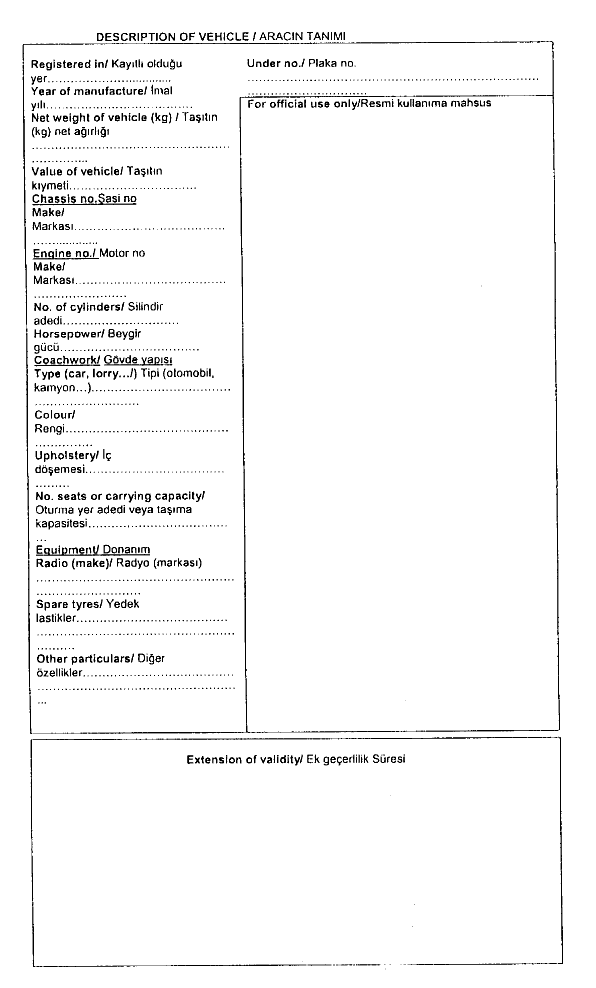 DESCRIPTION OF VEHICLE / ARACIN TANIMI
Registered in/ Kayıtlı olduğu
yer...............................
Year of manufacture/ İmal
yılı....................................
Net weight of vehicle (kg) / Taşıtın
(kg) net ağırlığı
................................................
..............
Value of vehicle/ Taşıtın
kıymeti................................
Chassis no.Şasi no
Make/
Markası.....................................
...................
Engine no./ Motor no
Make/
Markası.....................................
.......................
No. of cylinders/ Silindir
adedi.............................
Horsepower/ Beygir
gücü...................................
Coachwork/ Gövde yapısı
Type (car, lorry.../) Tipi (otomobil,
kamyon...)..................................
..........................
Colour/
Rengi........................................
..............
Upholstery/ İç
döşemesi..................................
.........
No. seats or carrying capacity/
Oturma yer adedi veya taşıma
kapasitesi..................................
...
Equipment/ Donanım
Radio (make)/ Radyo (markası)
.................................................
..........................
Spare tyres/ Yedek
lastikler.....................................
.................................................
..........
Other particulars/ Diğer
özellikler.....................................
.................................................
...
Under no./ Plaka no.
.......................................................................
.............................
For official use only/Resmi kullanıma mahsus
Extension of validity/ Ek geçerlilik Süresi